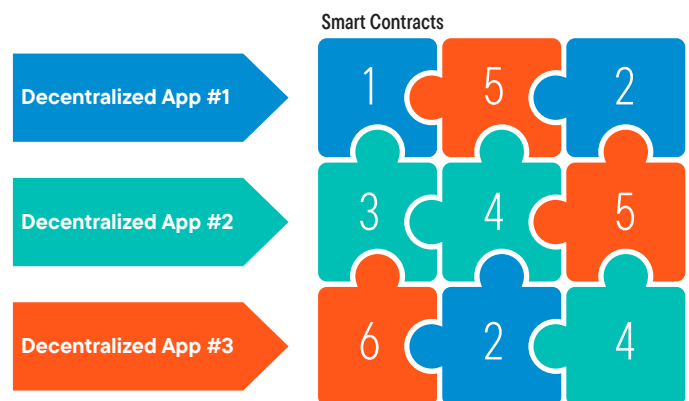 Smart Contracts
Decentralized App #1
1 5 2
Decentralized App #2
3 4 5
Decentralized App #3
6 2 4